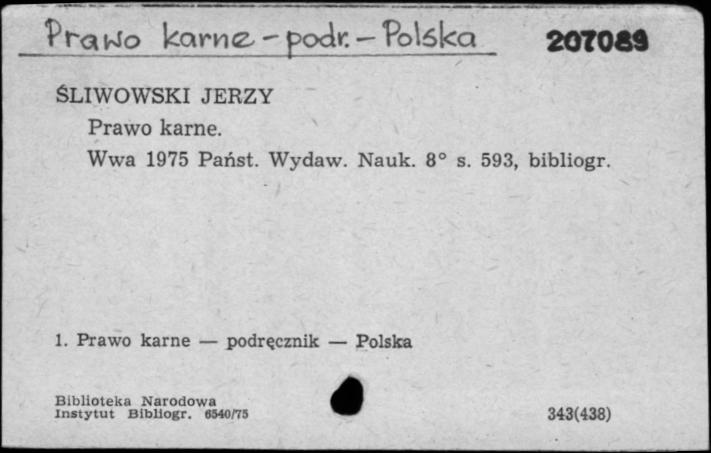 Prawo karne - podr. - Polska
207089
ŚLIWOWSKI JERZY
Prawo karne.
Wwa 1975 Państ. Wydaw. Nauk. 8° s. 593, bibliogr.
1. Prawo karne — podręcznik — Polska
Biblioteka Narodowa
Instytut Bibliogr. 6540/75
343(438)